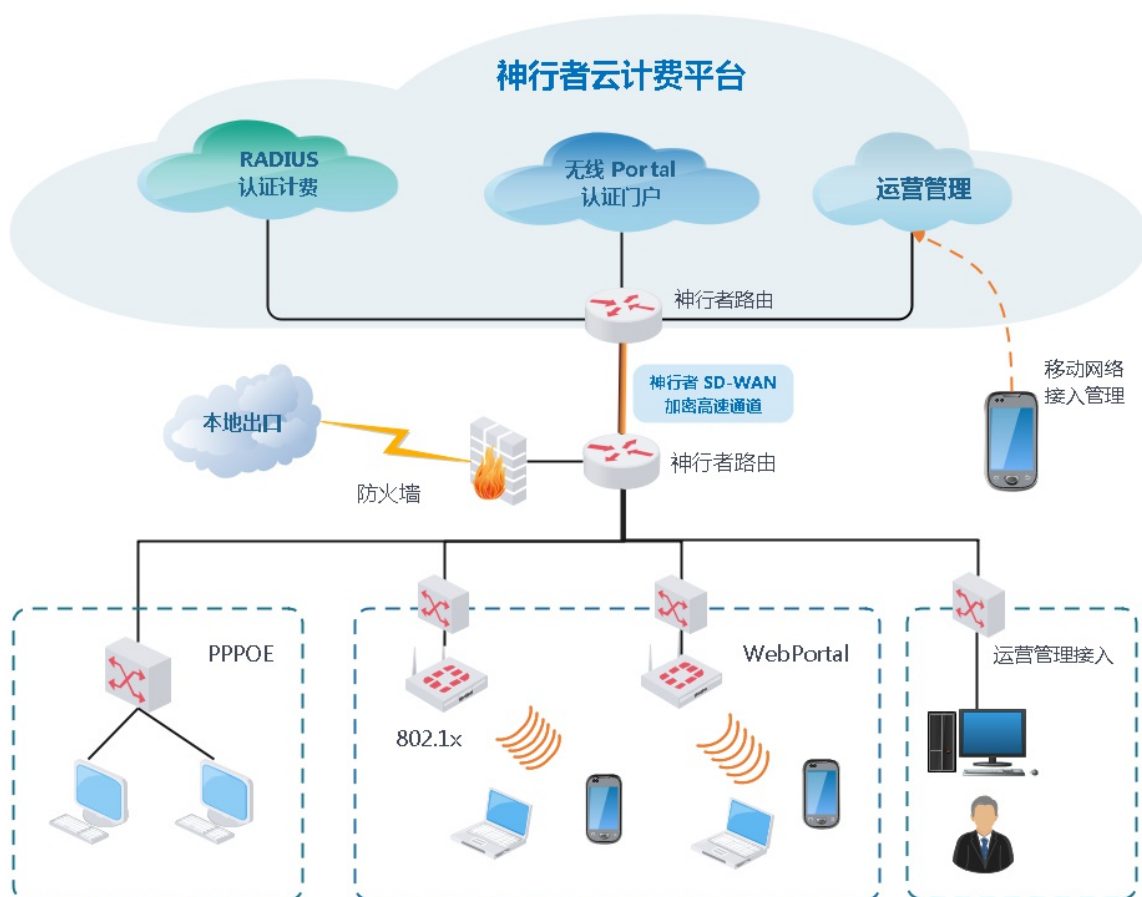 神行者云计费平台
RADIUS
认证计费
无线 Portal
认证门户
运营管理
神行者路由
神行者 SD-WAN
加密高速通道
移动网络
接入管理
本地出口
防火墙
神行者路由
PPPOE
WebPortal
运营管理接入
802.1x